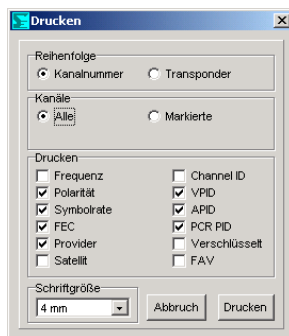 Drucken
Reihenfolge
Kanalnummer Transponder
Kanäle
Alle Markierte
Drucken
Frequenz Channel ID
Polarität VPID
Symbolrate APID
FEC PCR PID
Provider Verschlüsselt
Satellit FAV
Schriftgröße
4 mm Abbruch Drucken